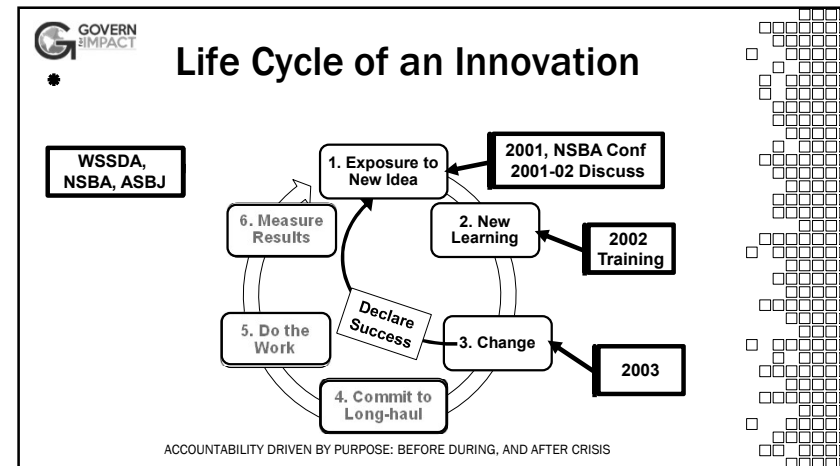 GOVERN
4 IMPACT
Life Cycle of an Innovation
WSSDA,
NSBA, ASBJ
1. Exposure to
New Idea
2001, NSBA Conf
2001-02 Discuss
2. New
Learning
2002
Training
3. Change
2003
Declare
Success
4. Commit to
Long-haul
5. Do the
Work
6. Measure
Results
ACCOUNTABILITY DRIVEN BY PURPOSE: BEFORE DURING, AND AFTER CRISIS